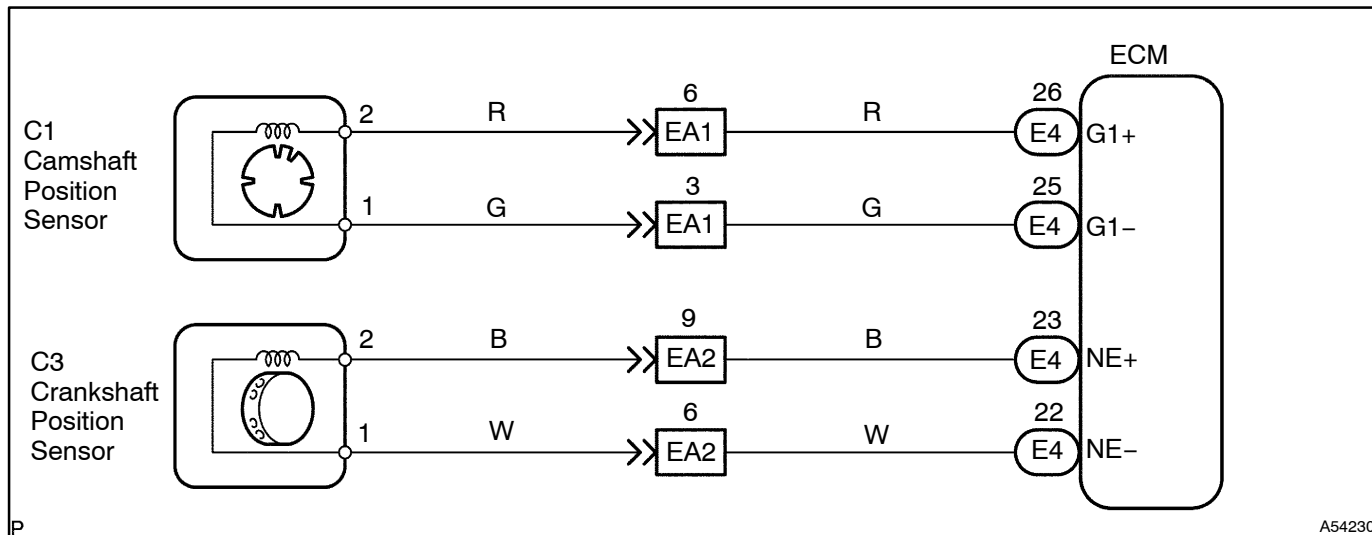 ECM
C1
Camshaft
Position
Sensor
2
R
6
EA1
R
26
E4
G1+
1
G
3
EA1
G
25
E4
G1−
C3
Crankshaft
Position
Sensor
2
B
9
EA2
B
23
E4
NE+
1
W
6
EA2
W
22
E4
NE−
P
A54230